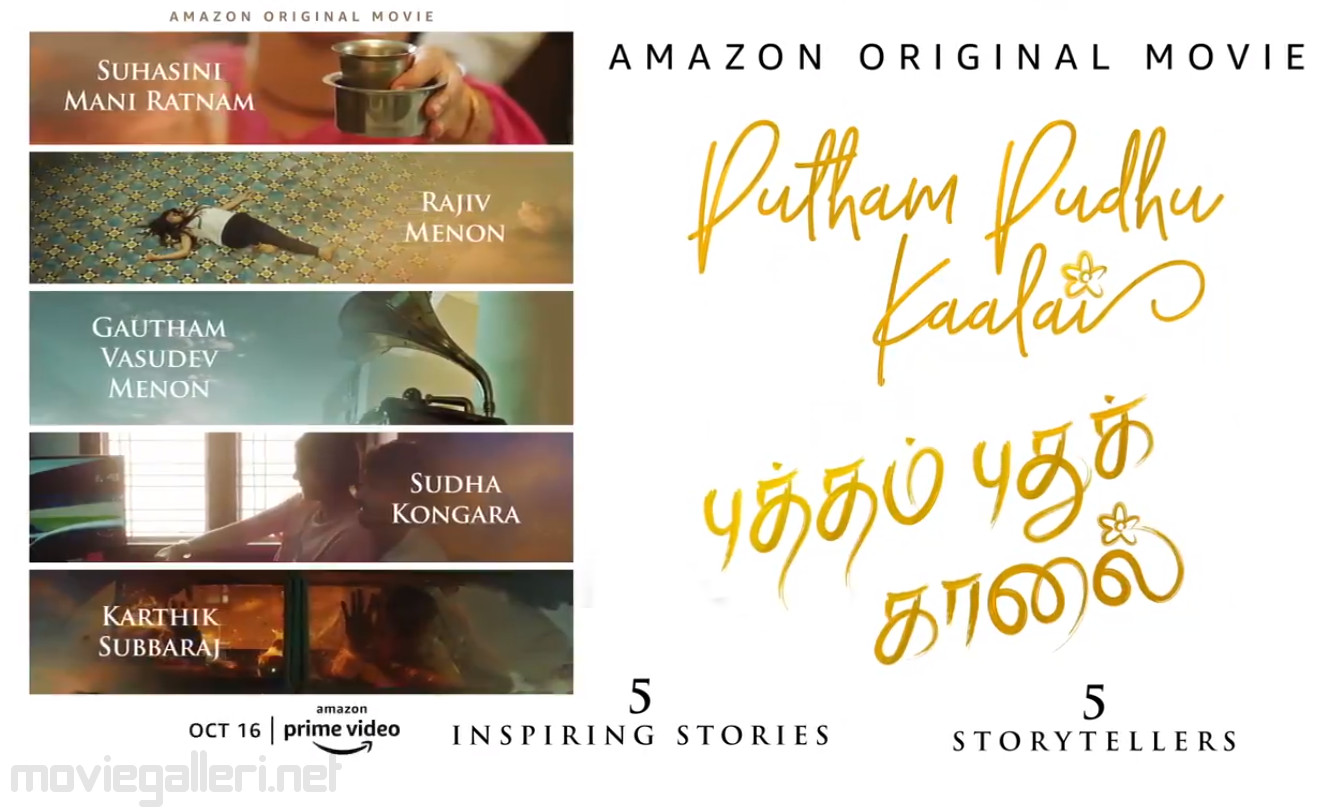 AMAZON ORIGINAL MOVIE
SUHASINI
MANI RATNAM
RAJIV
MENON
GAUTHAM
VASUDEV
MENON
SUDHA
KONGARA
KARTHIK
SUBBARAJ
OCT 16 | amazon prime video
AMAZON ORIGINAL MOVIE
Putham Pudhu
Kaalai
புத்தம் புதுக்
காலை
5
INSPIRING STORIES
5
STORYTELLERS
moviegalleri.net